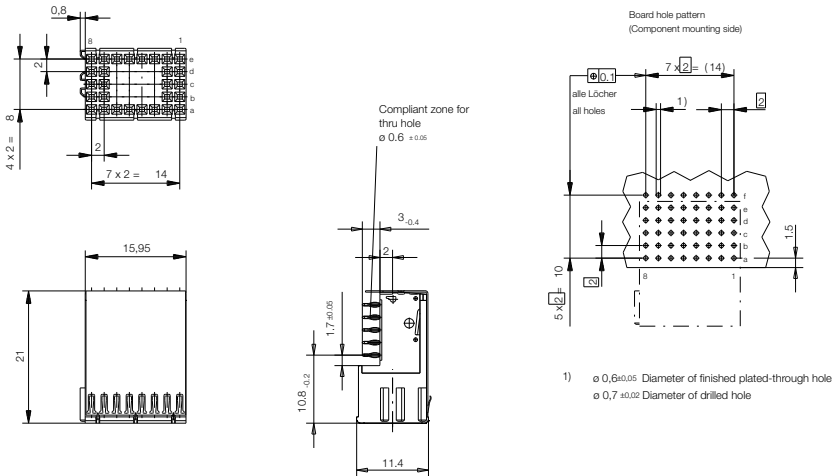 0,8
8 1
e
d
c
b
a
2
4 x 2 = 8
2
7 x 2 = 14
15,95
21
Compliant zone for
thru hole
ø 0.6 ± 0.05
3-0.4
2
1.7±0.05
10.8-0.2
11.4
Board hole pattern
(Component mounting side)
0.1
7 x 2 = (14)
alle Löcher
all holes
1)
2
f
e
d
c
b
a
8 1
1.5
2
5 x 2 = 10
1) ø 0,6±0,05 Diameter of finished plated-through hole
ø 0,7 ±0,02 Diameter of drilled hole